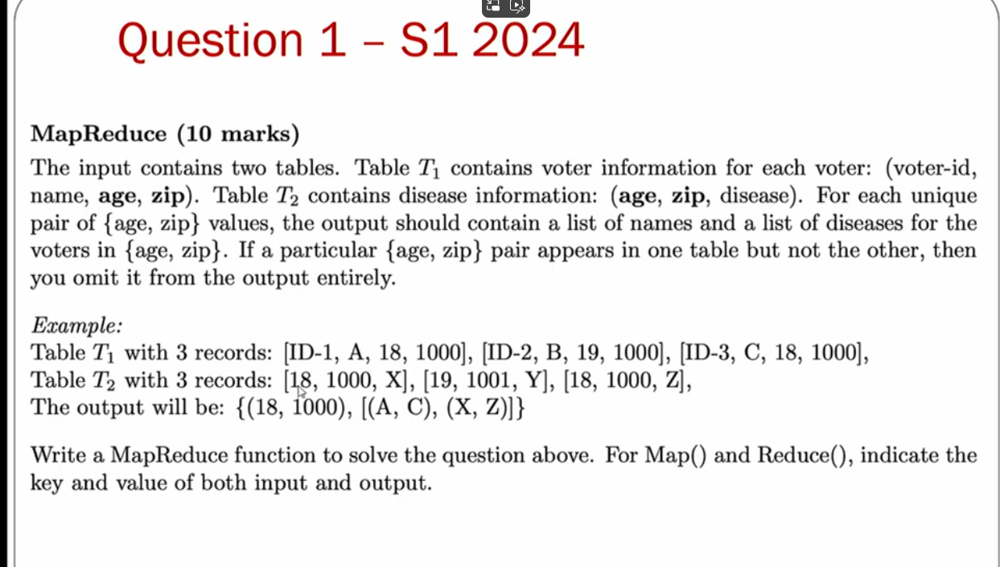 Question 1 – S1 2024
MapReduce (10 marks)
The input contains two tables. Table T₁ contains voter information for each voter: (voter-id,
name, age, zip). Table T₂ contains disease information: (age, zip, disease). For each unique
pair of {age, zip} values, the output should contain a list of names and a list of diseases for the
voters in {age, zip}. If a particular {age, zip} pair appears in one table but not the other, then
you omit it from the output entirely.
Example:
Table T₁ with 3 records: [ID-1, A, 18, 1000], [ID-2, B, 19, 1000], [ID-3, C, 18, 1000],
Table T₂ with 3 records: [18, 1000, X], [19, 1001, Y], [18, 1000, Z],
The output will be: {(18, 1000), [(A, C), (X, Z)]}
Write a MapReduce function to solve the question above. For Map() and Reduce(), indicate the
key and value of both input and output.